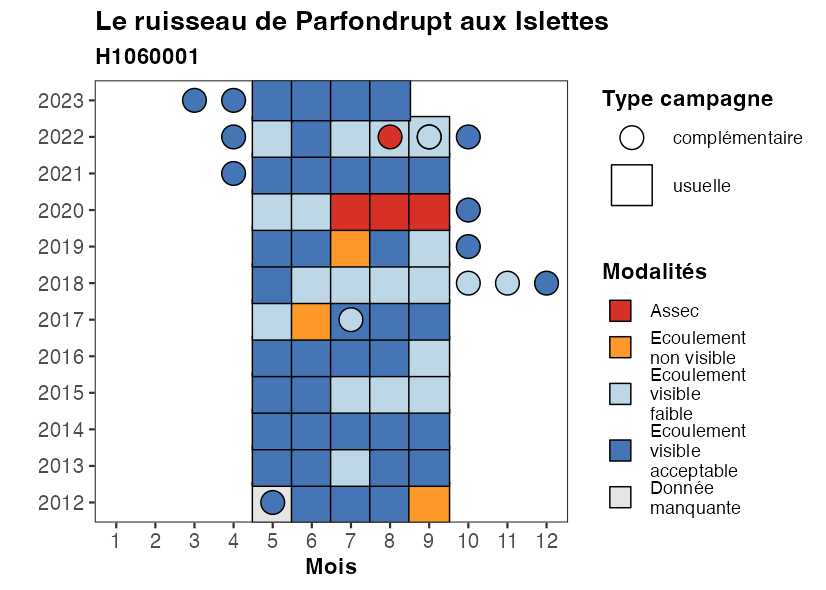 Le ruisseau de Parfondrupt aux Islettes
H1060001
2023
2022
2021
2020
2019
2018
2017
2016
2015
2014
2013
2012
1 2 3 4 5 6 7 8 9 10 11 12
Mois
Type campagne
complémentaire
usuelle
Modalités
Assec
Ecoulement
non visible
Ecoulement
visible
faible
Ecoulement
visible
acceptable
Donnée
manquante